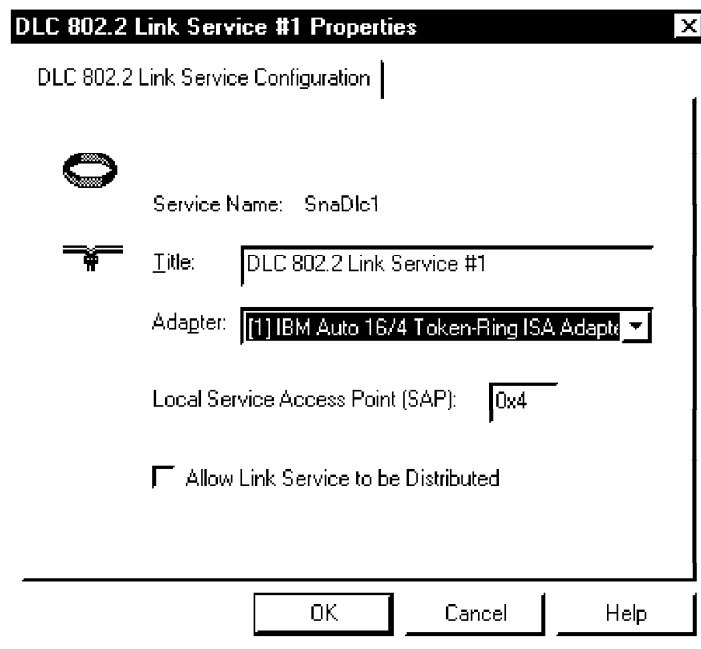 DLC 802.2 Link Service #1 Properties
DLC 802.2 Link Service Configuration
Service Name: SnaDlc1
Title: DLC 802.2 Link Service #1
Adapter: [1] IBM Auto 16/4 Token-Ring ISA Adapte
Local Service Access Point (SAP): 0x4
Allow Link Service to be Distributed
OK Cancel Help